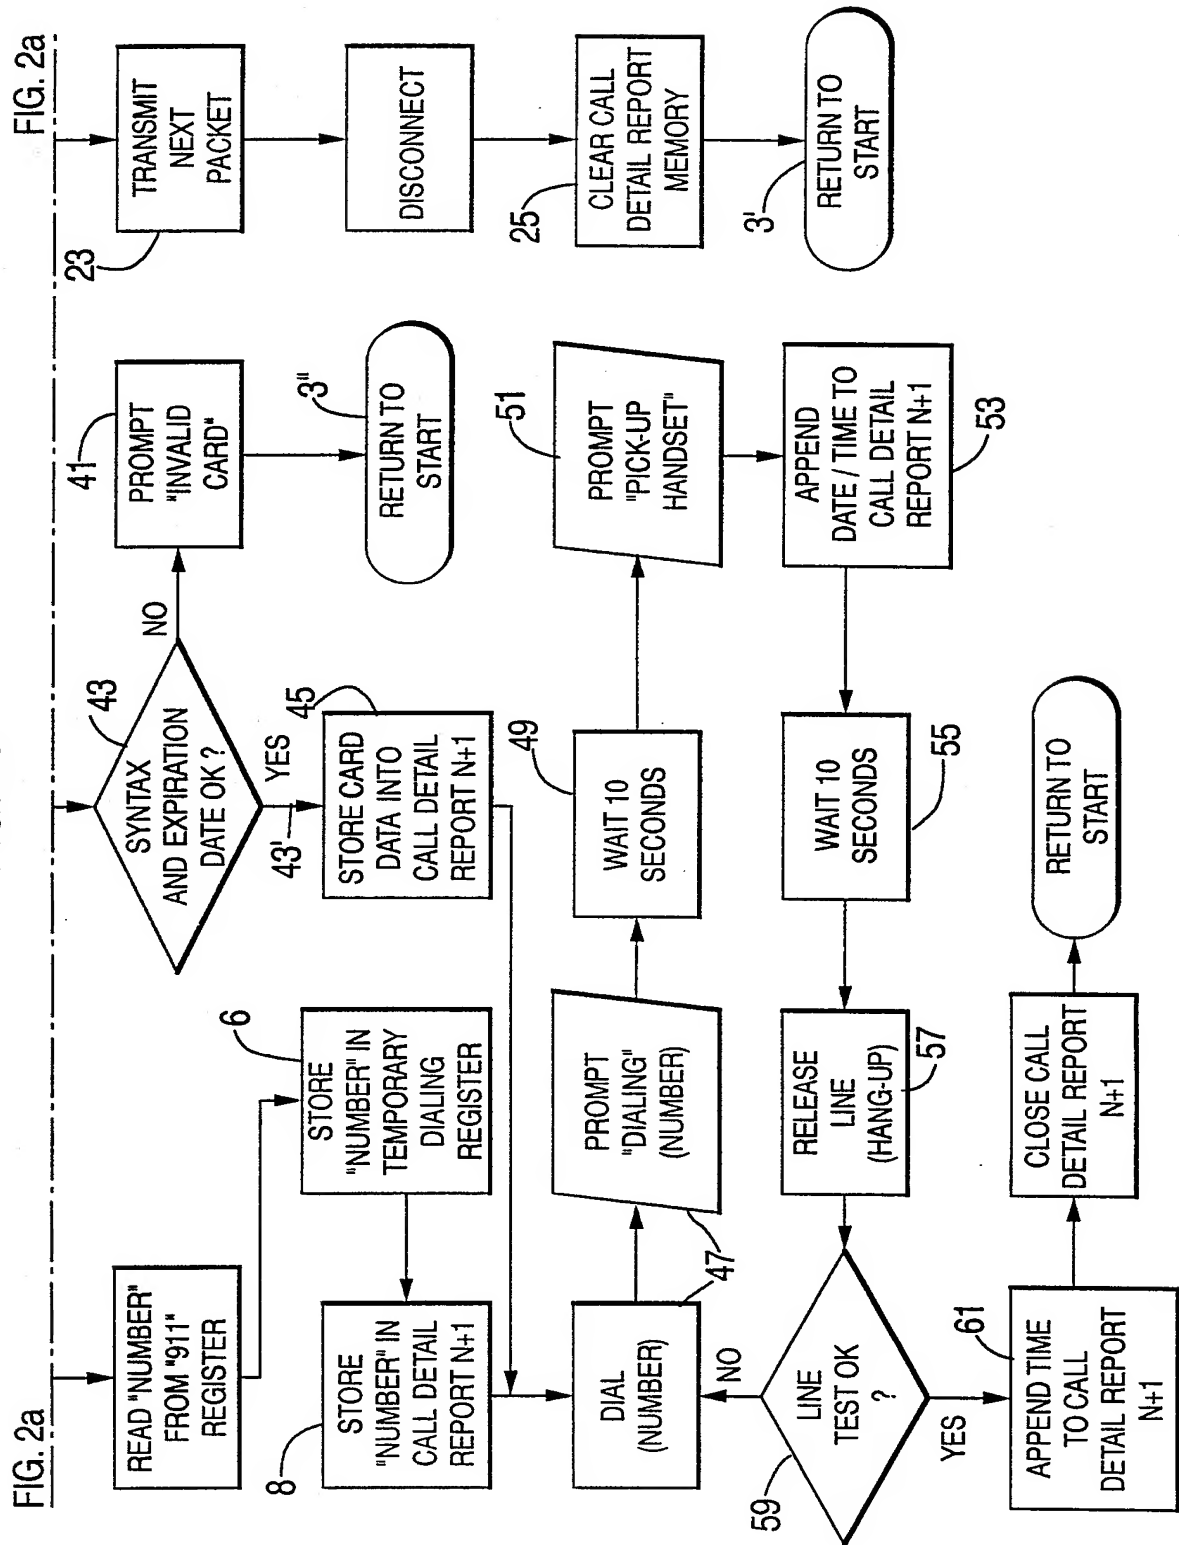 FIG. 2a
FIG. 2a
READ "NUMBER"
FROM "911"
REGISTER
6
STORE
"NUMBER" IN
TEMPORARY
DIALING
REGISTER
8
STORE
"NUMBER" IN
CALL DETAIL
REPORT N+1
SYNTAX
AND EXPIRATION
DATE OK ?
43
NO
41
PROMPT
"INVALID
CARD"
3"
RETURN TO
START
YES
43'
45
STORE CARD
DATA INTO
CALL DETAIL
REPORT N+1
TRANSMIT
NEXT
PACKET
23
DISCONNECT
25
CLEAR CALL
DETAIL REPORT
MEMORY
3'
RETURN TO
START
DIAL
(NUMBER)
47
PROMPT
"DIALING"
(NUMBER)
49
WAIT 10
SECONDS
51
PROMPT
"PICK-UP
HANDSET"
APPEND
DATE / TIME TO
CALL DETAIL
REPORT N+1
53
WAIT 10
SECONDS
55
RELEASE
LINE
(HANG-UP)
57
LINE
TEST OK
?
59
NO
YES
61
APPEND TIME
TO CALL
DETAIL REPORT
N+1
CLOSE CALL
DETAIL REPORT
N+1
RETURN TO
START